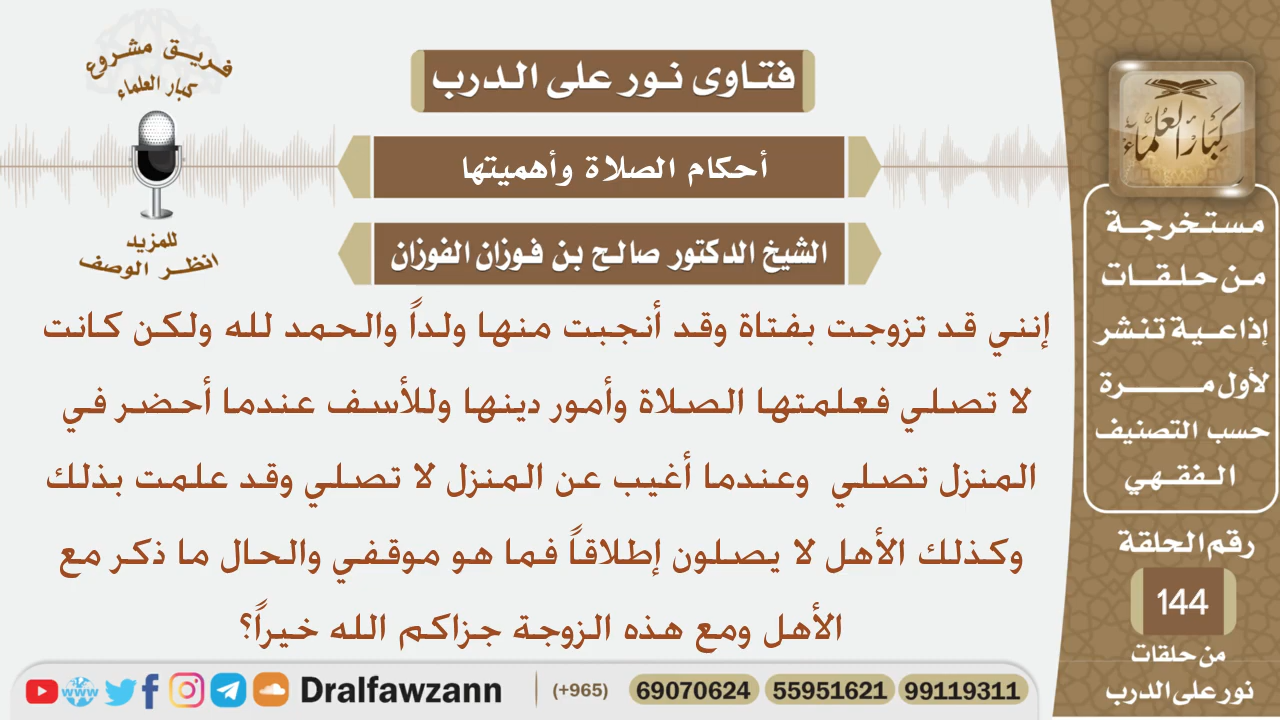 فريق مشروع
كبار العلماء
للمزيد
انظر الوصف
فتاوى نور على الدرب
أحكام الصلاة وأهميتها
الشيخ الدكتور صالح بن فوزان الفوزان
إنني قد تزوجت بفتاة وقد أنجبت منها ولداً والحمد لله ولكن كانت
لا تصلي فعلمتها الصلاة وأمور دينها وللأسف عندما أحضر في
المنزل تصلي وعندما أغيب عن المنزل لا تصلي وقد علمت بذلك
وكذلك الأهل لا يصلون إطلاقاً فما هو موقفي والحال ما ذكر مع
الأهل ومع هذه الزوجة جزاكم الله خيراً؟
كبار العلماء
مستخرجة
من حلقات
إذاعية تنشر
لأول مرة
حسب التصنيف
الفقهي
رقم الحلقة
144
من حلقات
نور على الدرب
www Dralfawzann (+965) 69070624 55951621 99119311